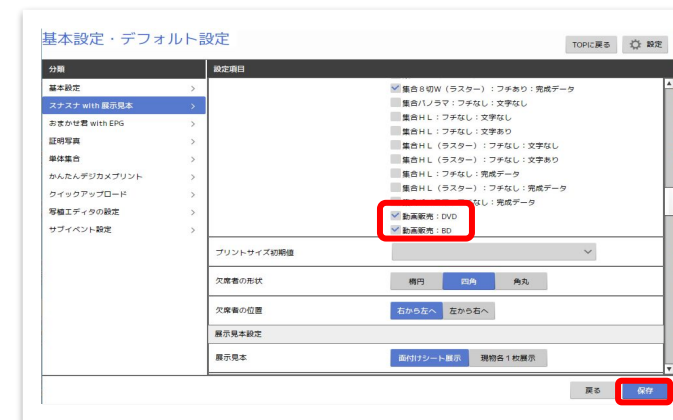 基本設定・デフォルト設定
TOPに戻る
設定
分類
設定項目
基本設定
スナスナ with 展示見本
おまかせ君 with EPG
証明写真
単体集合
かんたんデジカメプリント
クイックアップロード
写植エディタの設定
サブイベント設定
集合８切W（ラスター）：フチあり：完成データ
集合パノラマ：フチなし：文字なし
集合ＨＬ：フチなし：文字なし
集合ＨＬ：フチなし：文字あり
集合ＨＬ（ラスター）：フチなし：文字なし
集合ＨＬ（ラスター）：フチなし：文字あり
集合ＨＬ：フチなし：完成データ
集合ＨＬ（ラスター）：フチなし：完成データ
：完成データ
動画販売：DVD
動画販売：BD
プリントサイズ初期値
欠席者の形状
楕円
四角
角丸
欠席者の位置
右から左へ
左から右へ
展示見本設定
展示見本
面付けシート展示
現物各１枚展示
戻る
保存